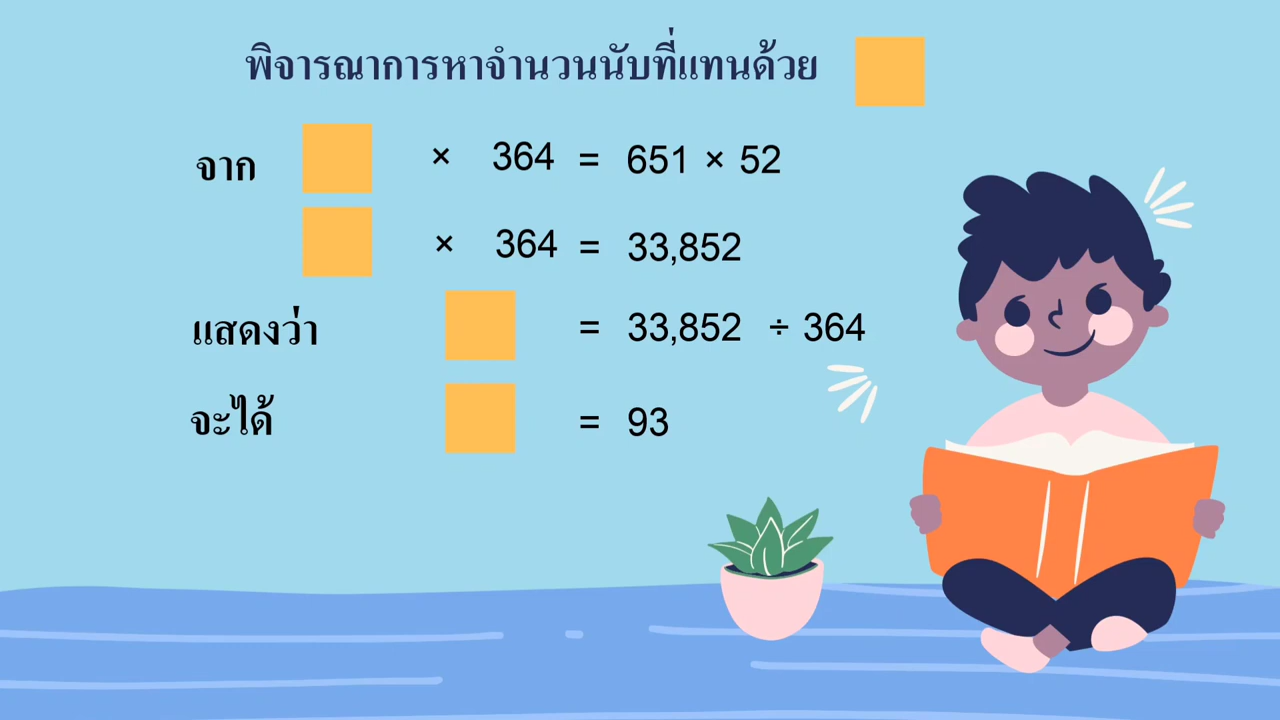 พิจารณาการหาจำนวนนับที่แทนด้วย
จาก × 364 = 651 × 52
× 364 = 33,852
แสดงว่า = 33,852 ÷ 364
จะได้ = 93